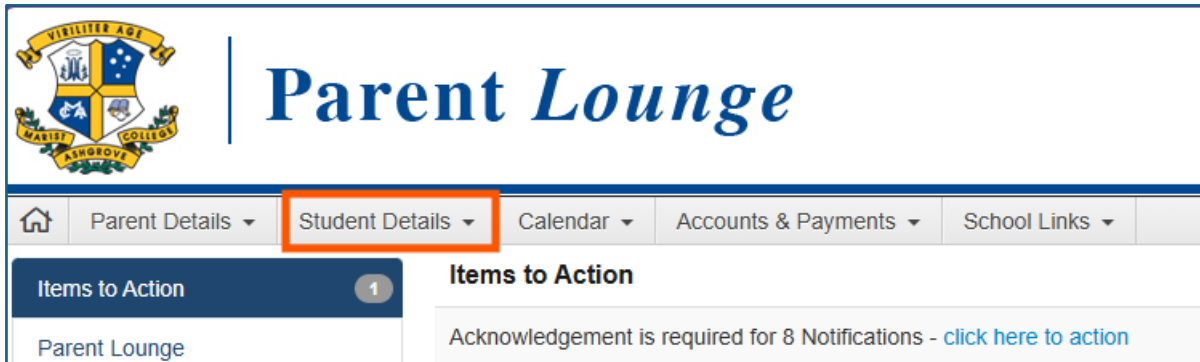 VIRILITER AGE
MARIST COLLEGE
ASHGROVE
Parent Lounge
Parent Details
Student Details
Calendar
Accounts & Payments
School Links
Items to Action
1
Parent Lounge
Items to Action
Acknowledgement is required for 8 Notifications - click here to action